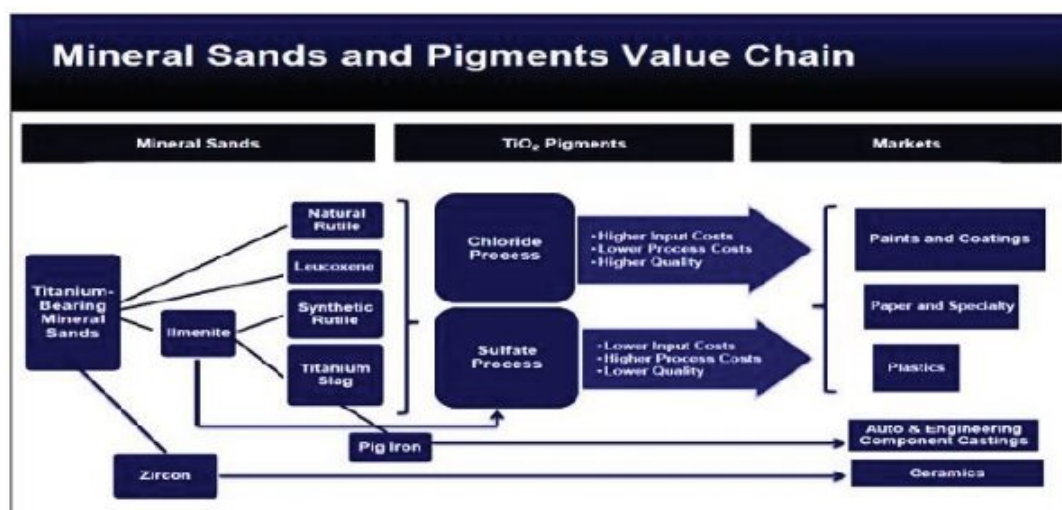 Mineral Sands and Pigments Value Chain
Mineral Sands
TiO₂ Pigments
Markets
Titanium-
Bearing
Mineral
Sands
Natural
Rutile
Leucoxene
Ilmenite
Synthetic
Rutile
Titanium
Slag
Pig Iron
Zircon
Chloride
Process
•Higher Input Costs
•Lower Process Costs
•Higher Quality
Sulfate
Process
•Lower Input Costs
•Higher Process Costs
•Lower Quality
Paints and Coatings
Paper and Specialty
Plastics
Auto & Engineering
Component Castings
Ceramics